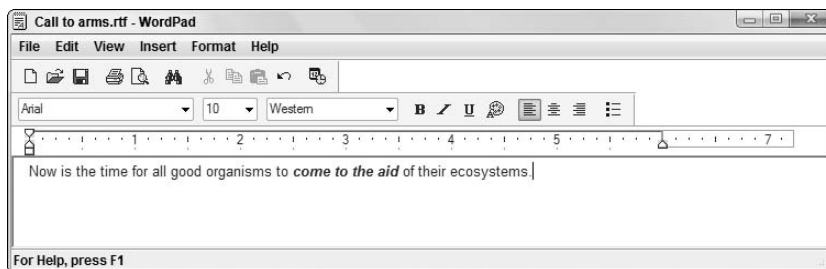 Call to arms.rtf - WordPad
File Edit View Insert Format Help
Arial 10 Western B I U
1 2 3 4 5 7
Now is the time for all good organisms to come to the aid of their ecosystems.
For Help, press F1